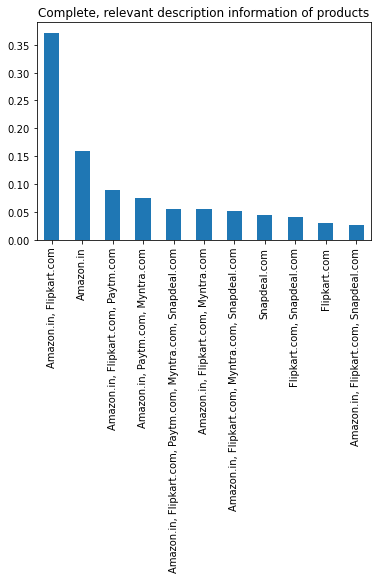 Complete, relevant description information of products
0.35
0.30
0.25
0.20
0.15
0.10
0.05
0.00
Amazon.in, Flipkart.com
Amazon.in
Amazon.in, Flipkart.com, Paytm.com
Amazon.in, Paytm.com, Myntra.com
Amazon.in, Flipkart.com, Paytm.com, Myntra.com, Snapdeal.com
Amazon.in, Flipkart.com, Myntra.com
Amazon.in, Flipkart.com, Myntra.com, Snapdeal.com
Snapdeal.com
Flipkart.com, Snapdeal.com
Flipkart.com
Amazon.in, Flipkart.com, Snapdeal.com